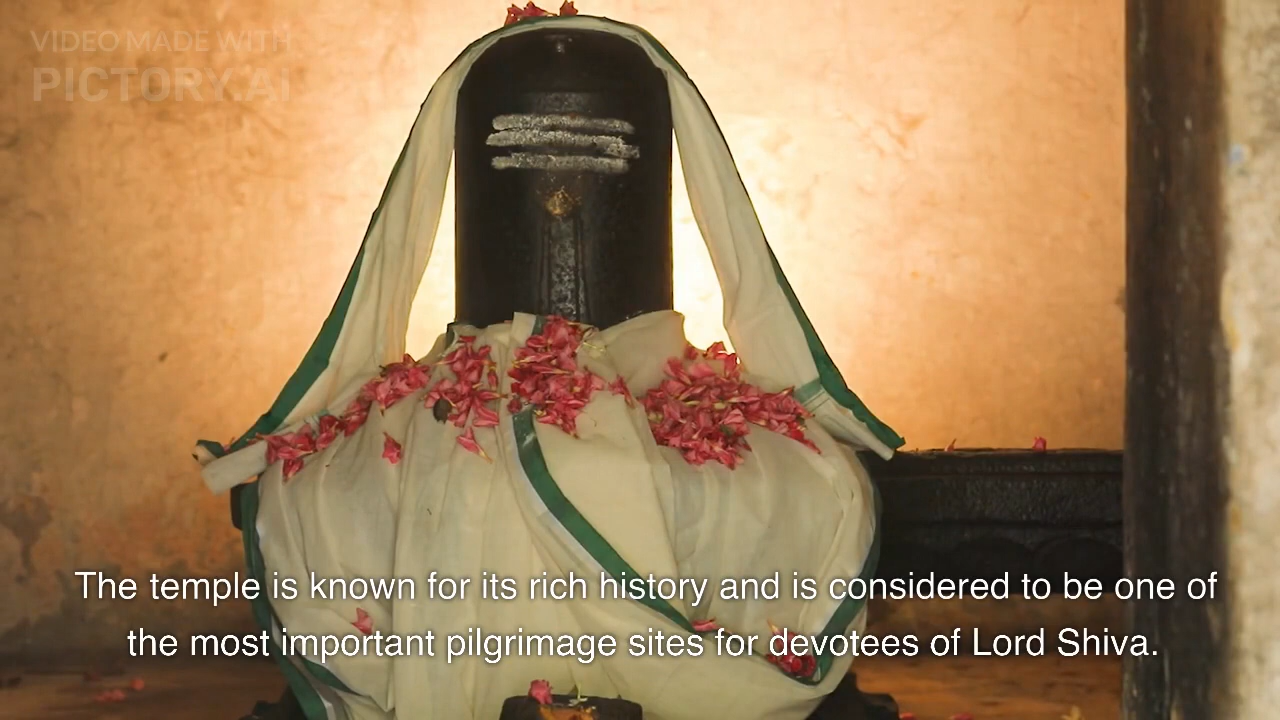 VIDEO MADE WITH
PICTORY.AI
The temple is known for its rich history and is considered to be one of
the most important pilgrimage sites for devotees of Lord Shiva.